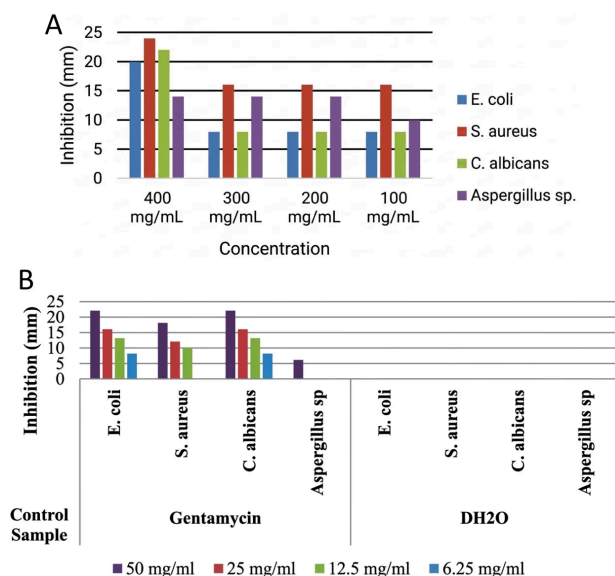 A
Inhibition (mm)
25
20
15
10
5
0
400 mg/mL
300 mg/mL
200 mg/mL
100 mg/mL
Concentration
E. coli
S. aureus
C. albicans
Aspergillus sp.
B
Inhibition (mm)
25
20
15
10
5
0
E. coli
S. aureus
C. albicans
Aspergillus sp
E. coli
S. aureus
C. albicans
Aspergillus sp
Control Sample
Gentamycin
DH2O
50 mg/ml
25 mg/ml
12.5 mg/ml
6.25 mg/ml